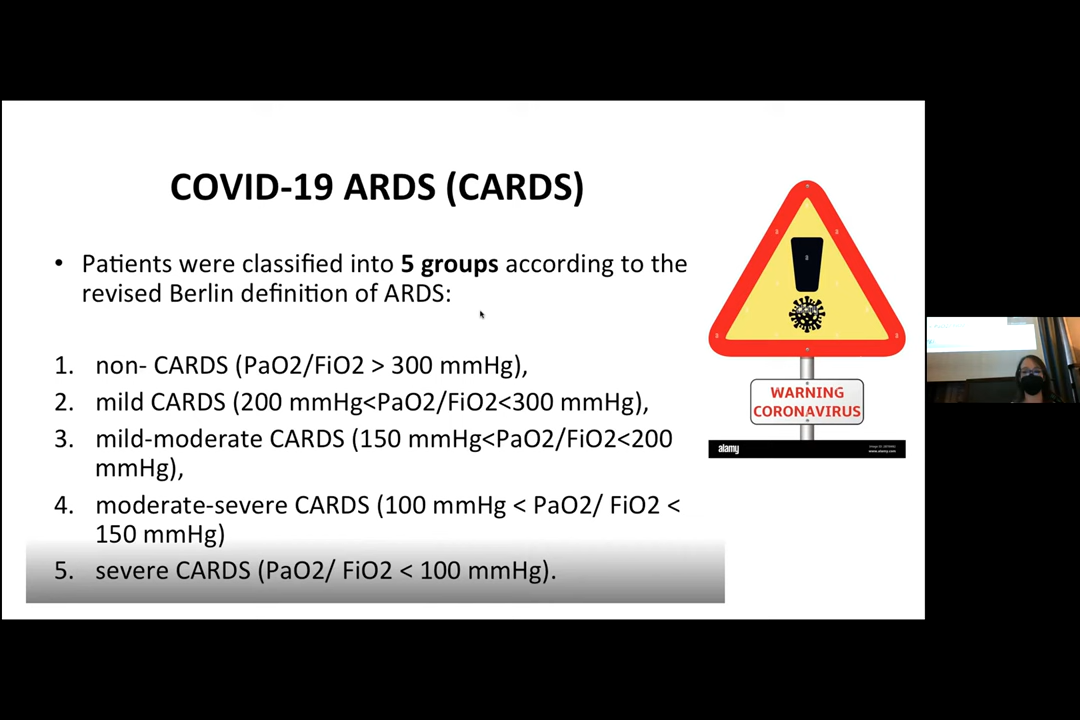 COVID-19 ARDS (CARDS)
• Patients were classified into 5 groups according to the
revised Berlin definition of ARDS:
1. non- CARDS (PaO2/FiO2 > 300 mmHg),
2. mild CARDS (200 mmHg<PaO2/FiO2<300 mmHg),
3. mild-moderate CARDS (150 mmHg<PaO2/FiO2<200
mmHg),
4. moderate-severe CARDS (100 mmHg < PaO2/ FiO2 <
150 mmHg)
5. severe CARDS (PaO2/ FiO2 < 100 mmHg).
WARNING
CORONAVIRUS
alamy
www.alamy.com